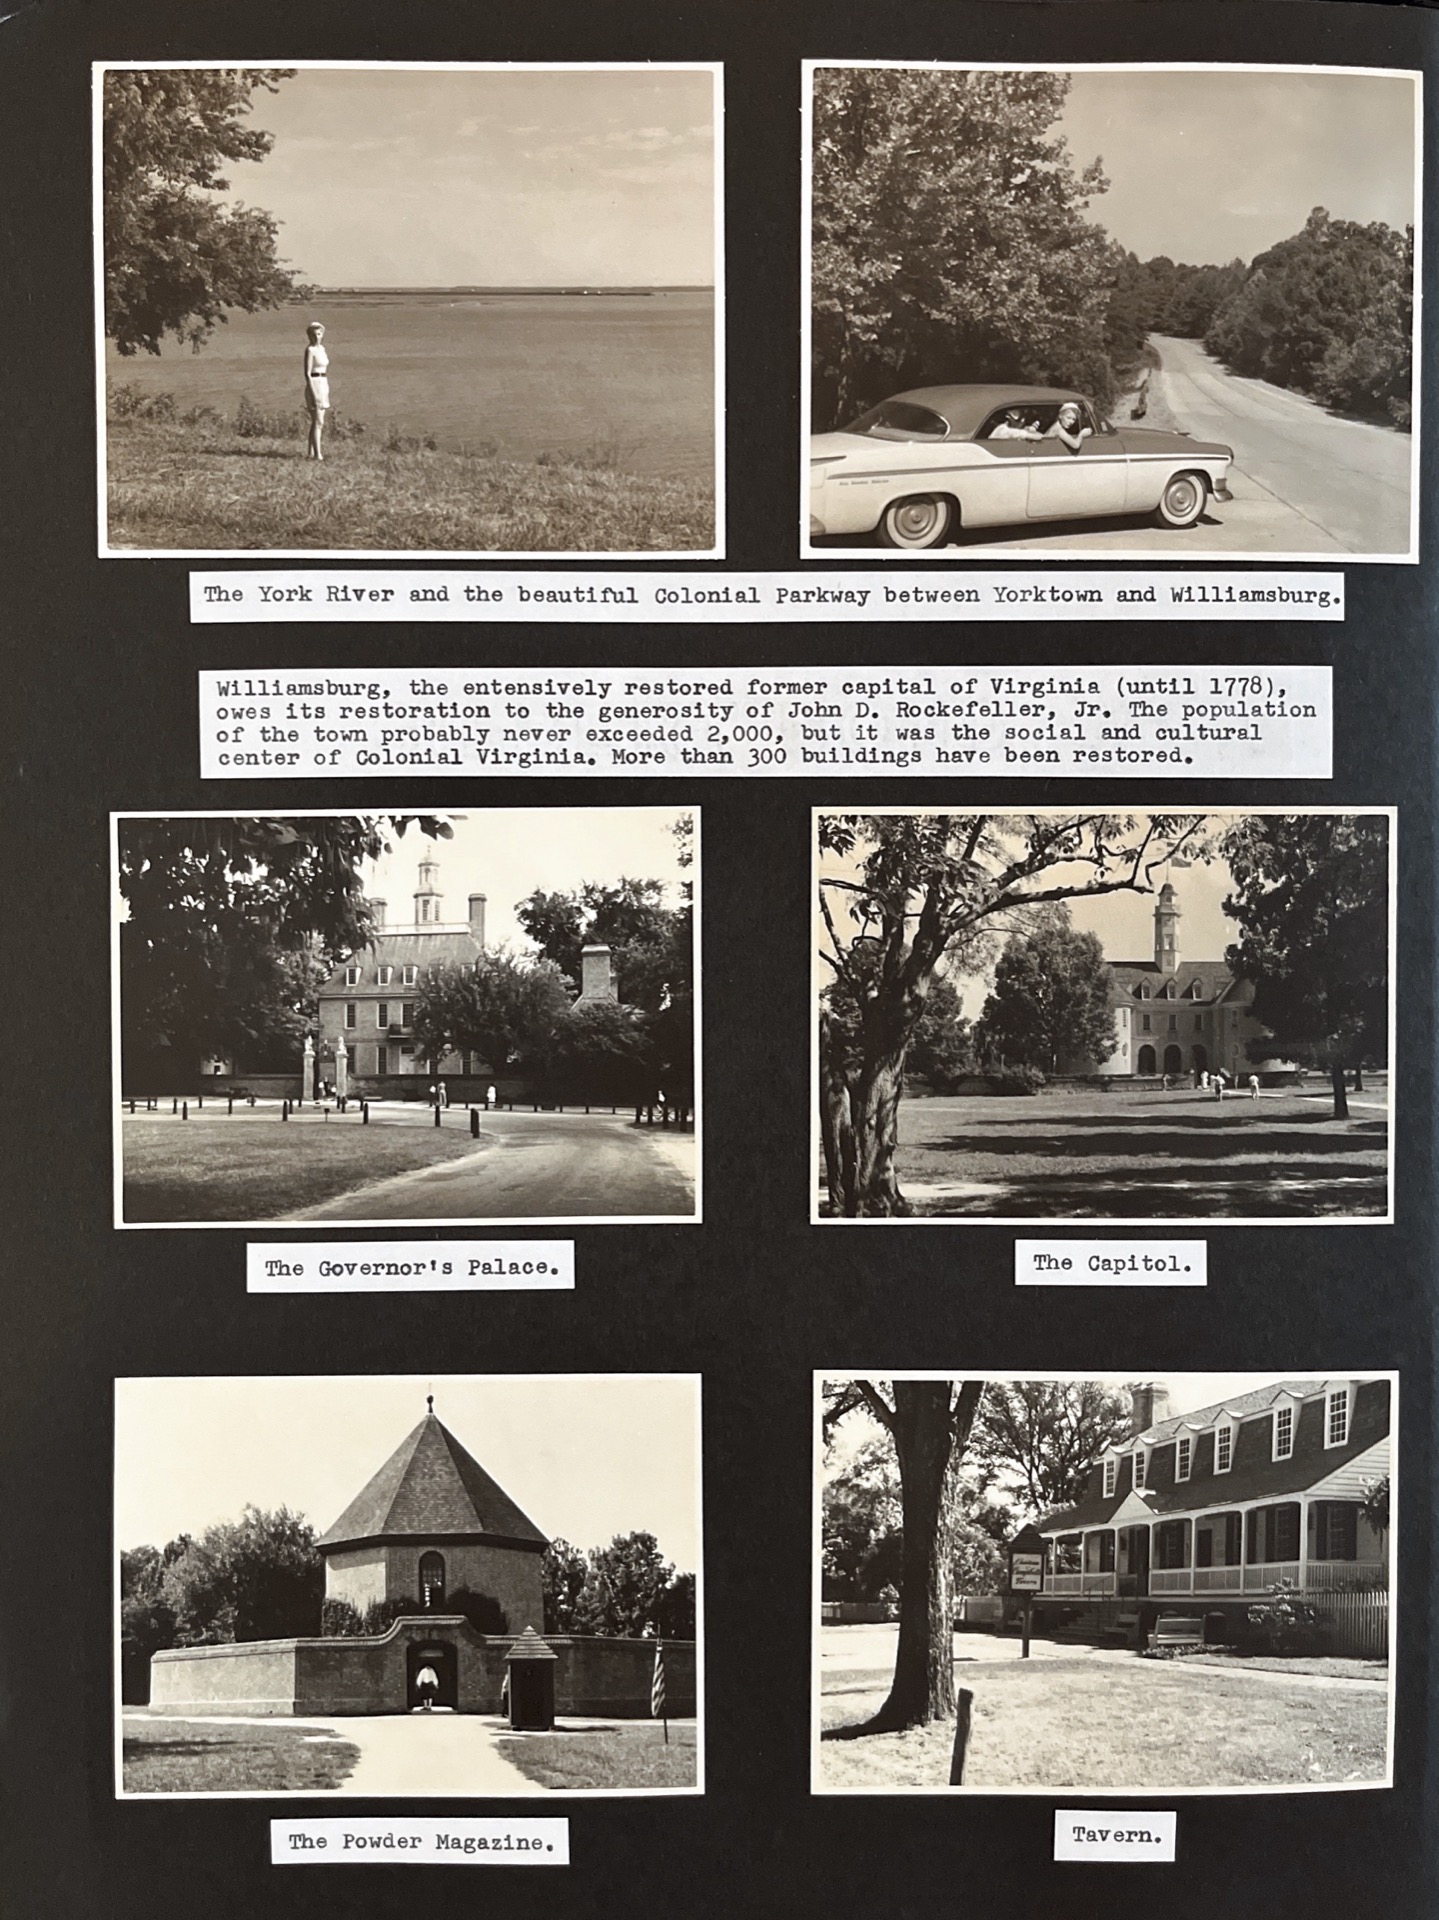 The York River and the beautiful Colonial Parkway between Yorktown and Williamsburg.
Williamsburg, the entensively restored former capital of Virginia (until 1778),
owes its restoration to the generosity of John D. Rockefeller, Jr. The population
of the town probably never exceeded 2,000, but it was the social and cultural
center of Colonial Virginia. More than 300 buildings have been restored.
The Governor's Palace.
The Capitol.
The Powder Magazine.
Tavern.